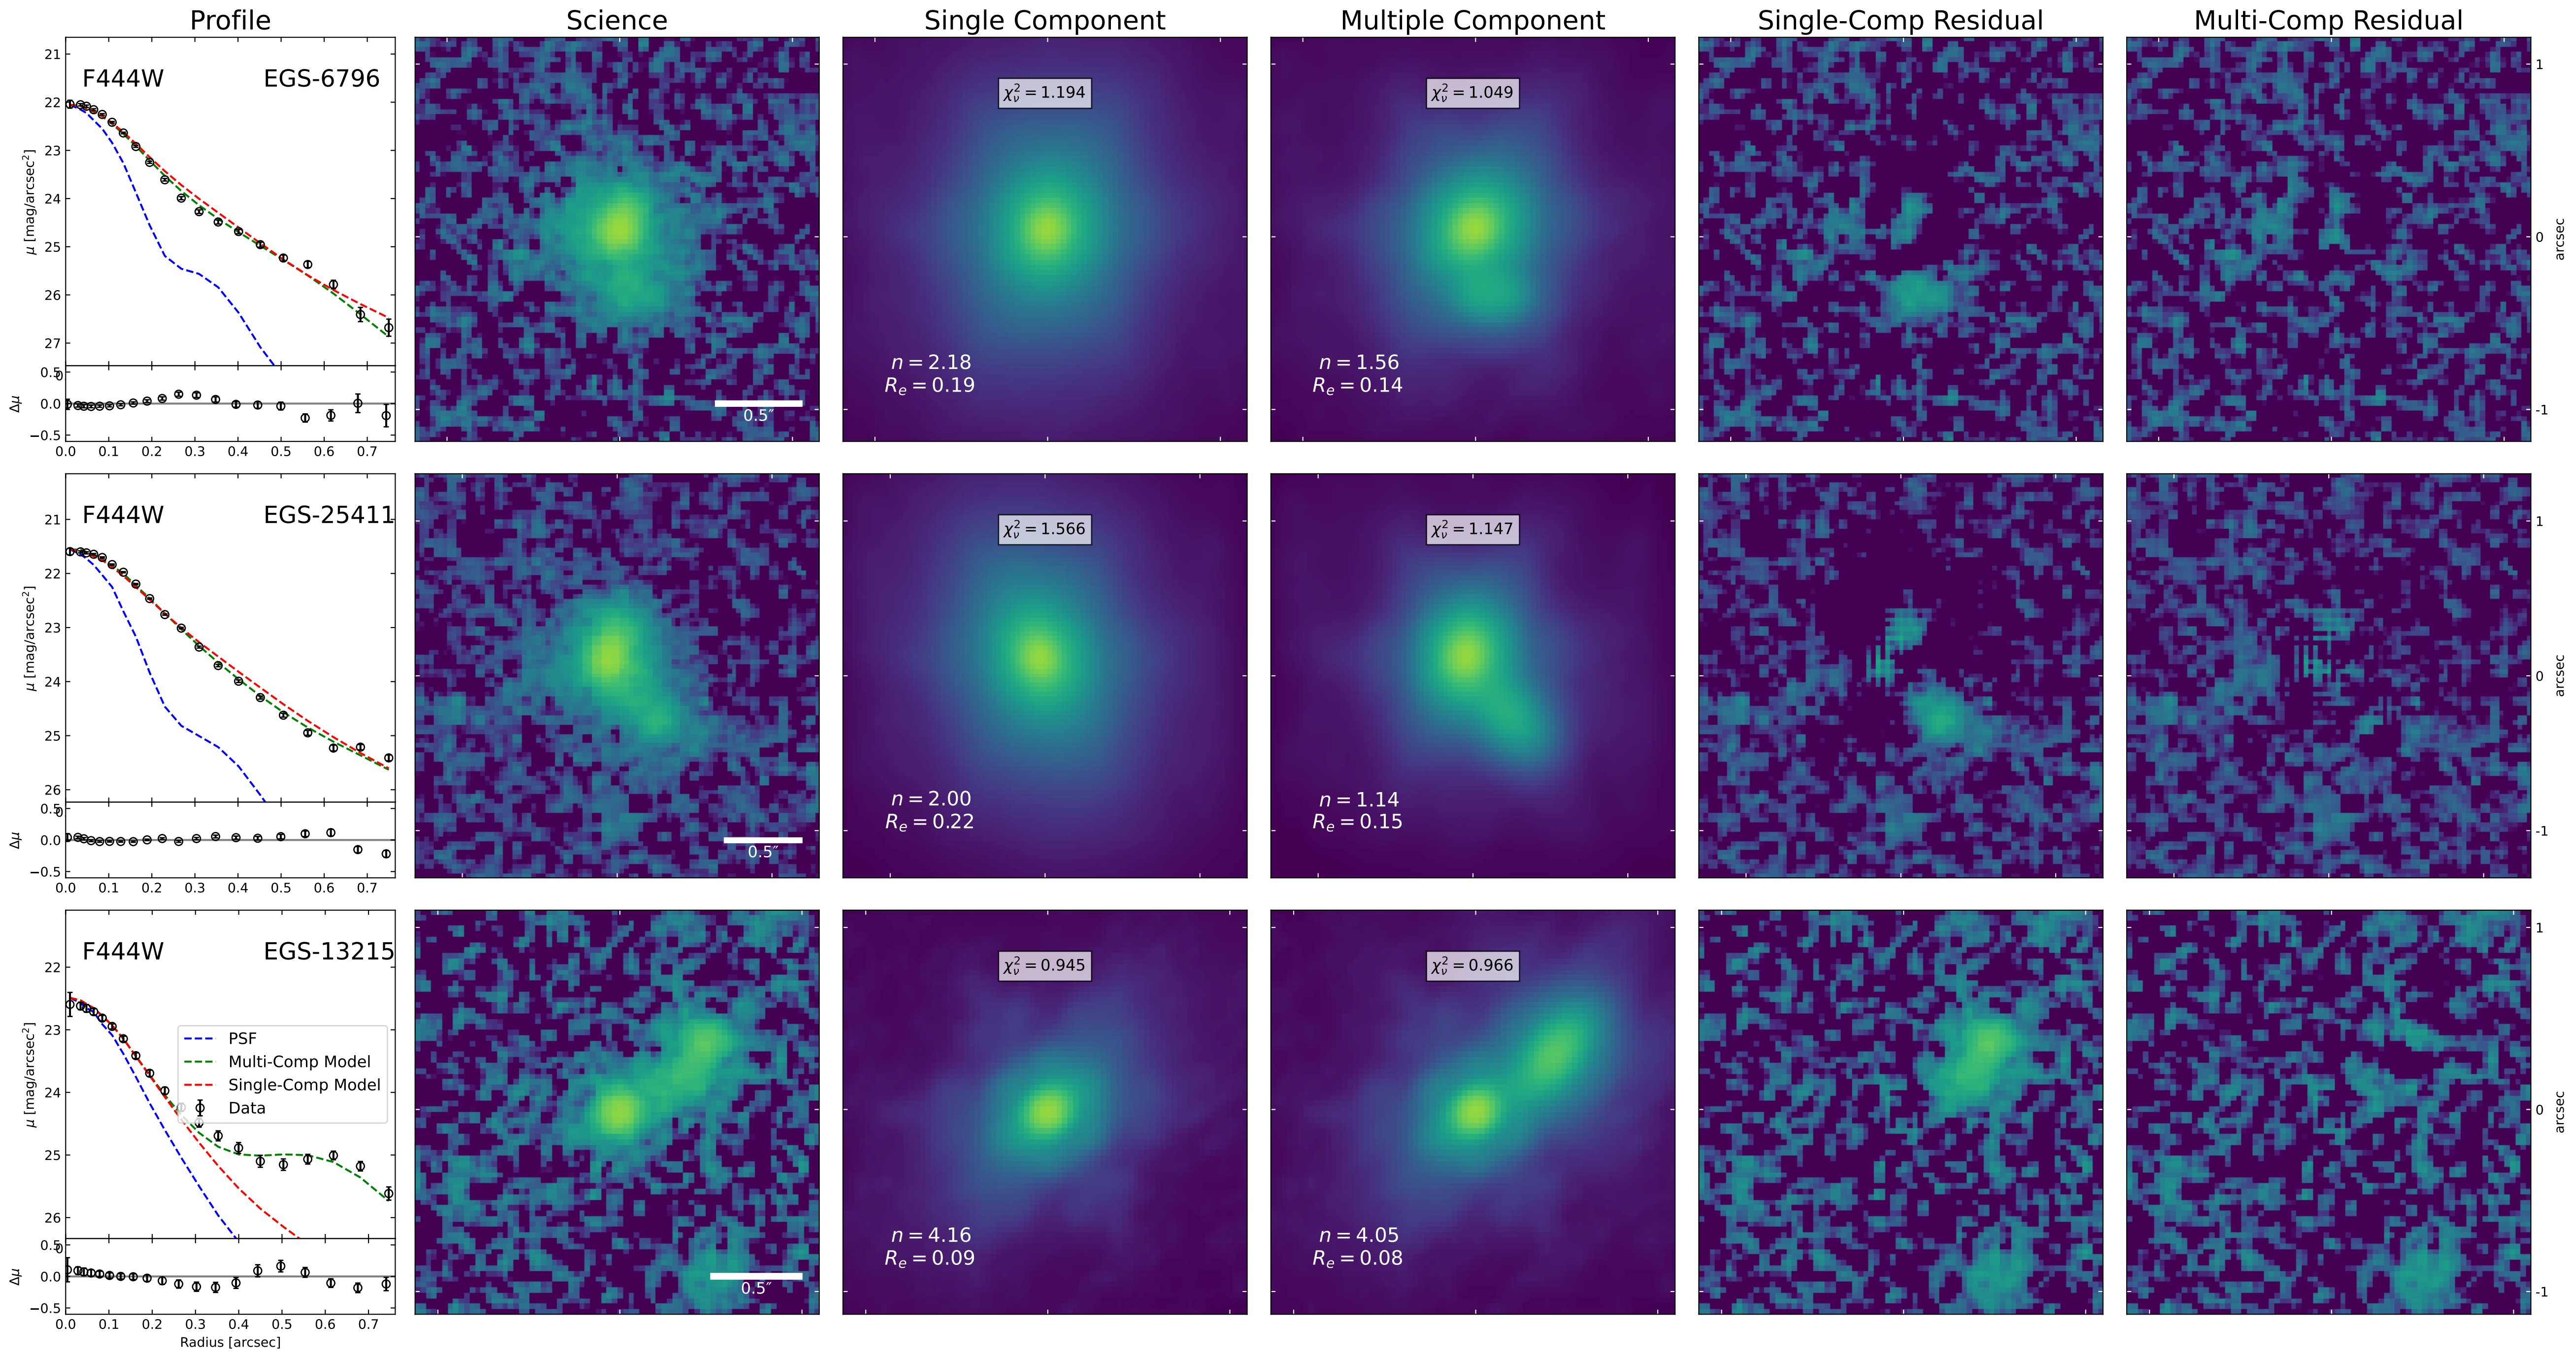 Profile
Science
Single Component
Multiple Component
Single-Comp Residual
Multi-Comp Residual
F444W EGS-6796
21
22
23
24
25
26
27
μ [mag/arcsec²]
0.5
0
0.0
−0.5
Δμ
0.0 0.1 0.2 0.3 0.4 0.5 0.6 0.7
0.5″
χ²ν = 1.194
n = 2.18
Re = 0.19
χ²ν = 1.049
n = 1.56
Re = 0.14
1
0
-1
arcsec
F444W EGS-25411
21
22
23
24
25
26
μ [mag/arcsec²]
0.5
0
0.0
−0.5
Δμ
0.0 0.1 0.2 0.3 0.4 0.5 0.6 0.7
0.5″
χ²ν = 1.566
n = 2.00
Re = 0.22
χ²ν = 1.147
n = 1.14
Re = 0.15
1
0
-1
arcsec
F444W EGS-13215
22
23
24
25
26
μ [mag/arcsec²]
PSF
Multi-Comp Model
Single-Comp Model
Data
0.5
0
0.0
−0.5
Δμ
0.0 0.1 0.2 0.3 0.4 0.5 0.6 0.7
Radius [arcsec]
0.5″
χ²ν = 0.945
n = 4.16
Re = 0.09
χ²ν = 0.966
n = 4.05
Re = 0.08
1
0
-1
arcsec